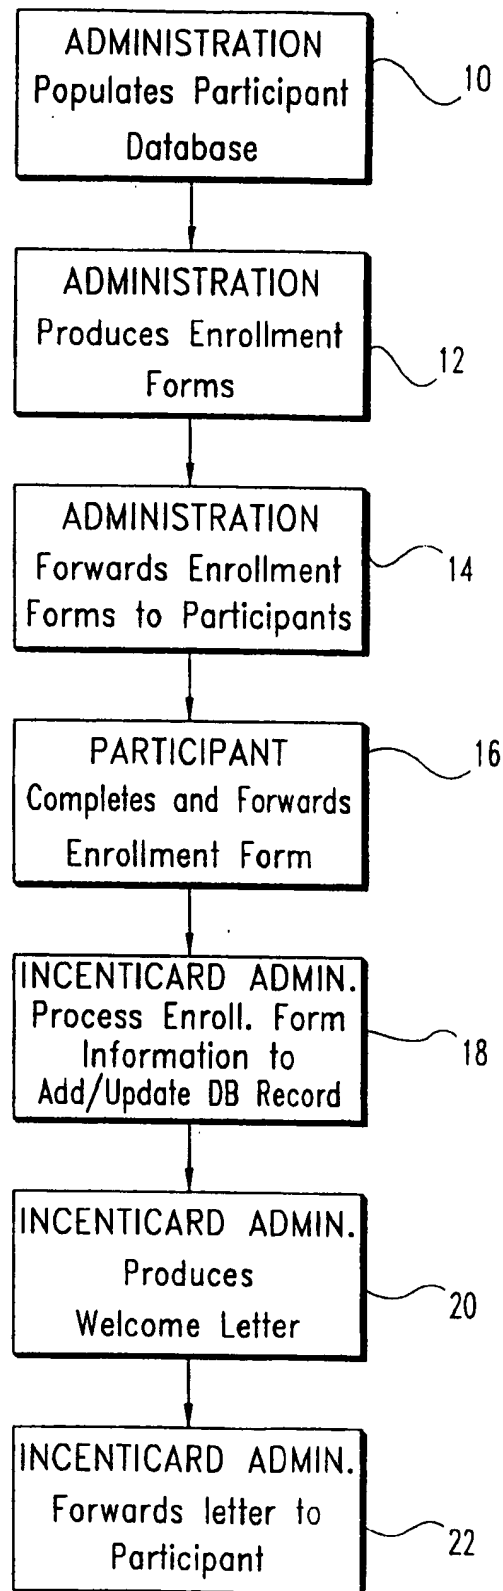 ADMINISTRATION
Populates Participant
Database
10
ADMINISTRATION
Produces Enrollment
Forms
12
ADMINISTRATION
Forwards Enrollment
Forms to Participants
14
PARTICIPANT
Completes and Forwards
Enrollment Form
16
INCENTICARD ADMIN.
Process Enroll. Form
Information to
Add/Update DB Record
18
INCENTICARD ADMIN.
Produces
Welcome Letter
20
INCENTICARD ADMIN.
Forwards letter to
Participant
22